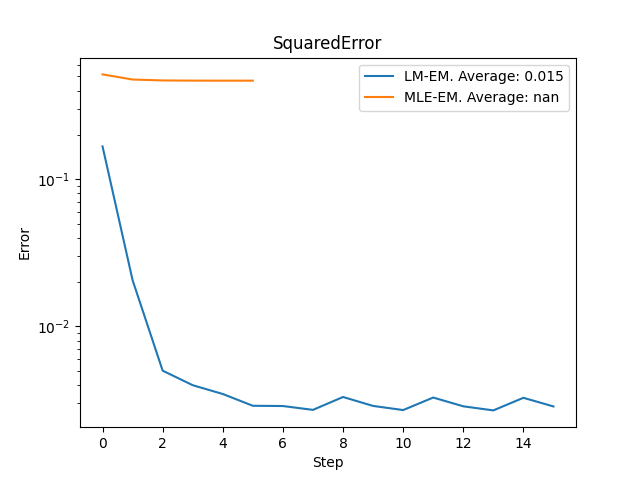 SquaredError
LM-EM. Average: 0.015
MLE-EM. Average: nan
Error
10⁻¹
10⁻²
0 2 4 6 8 10 12 14
Step